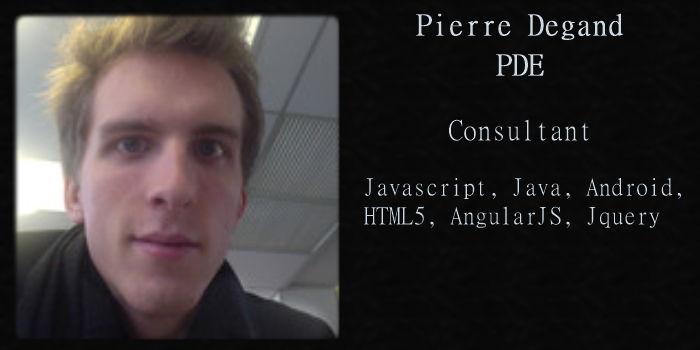 Pierre Degand
PDE
Consultant
Javascript, Java, Android,
HTML5, AngularJS, Jquery